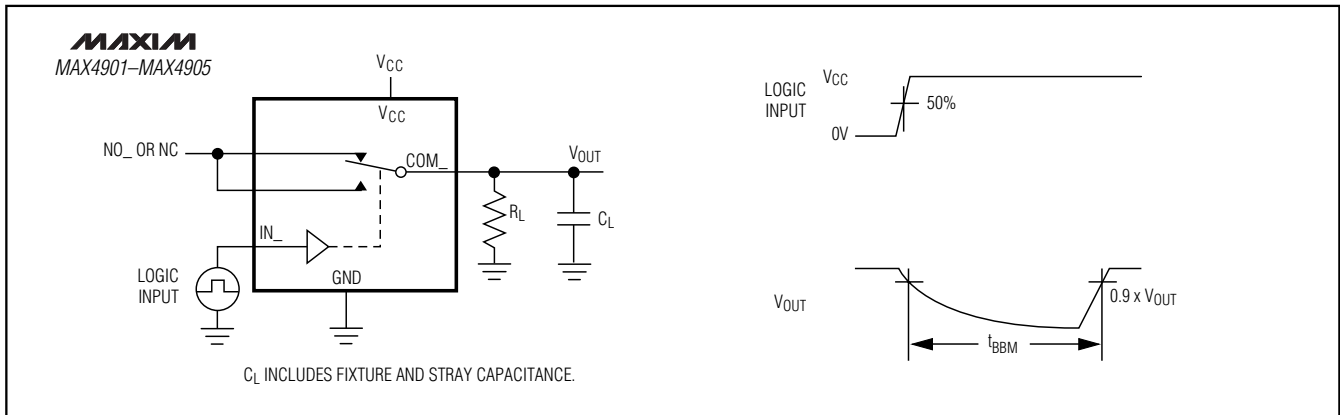 MAXIM
MAX4901–MAX4905
VCC
VCC
NO_ OR NC
COM_
VOUT
RL
CL
IN_
LOGIC
INPUT
GND
CL INCLUDES FIXTURE AND STRAY CAPACITANCE.
LOGIC
INPUT
VCC
50%
0V
VOUT
0.9 x VOUT
tBBM